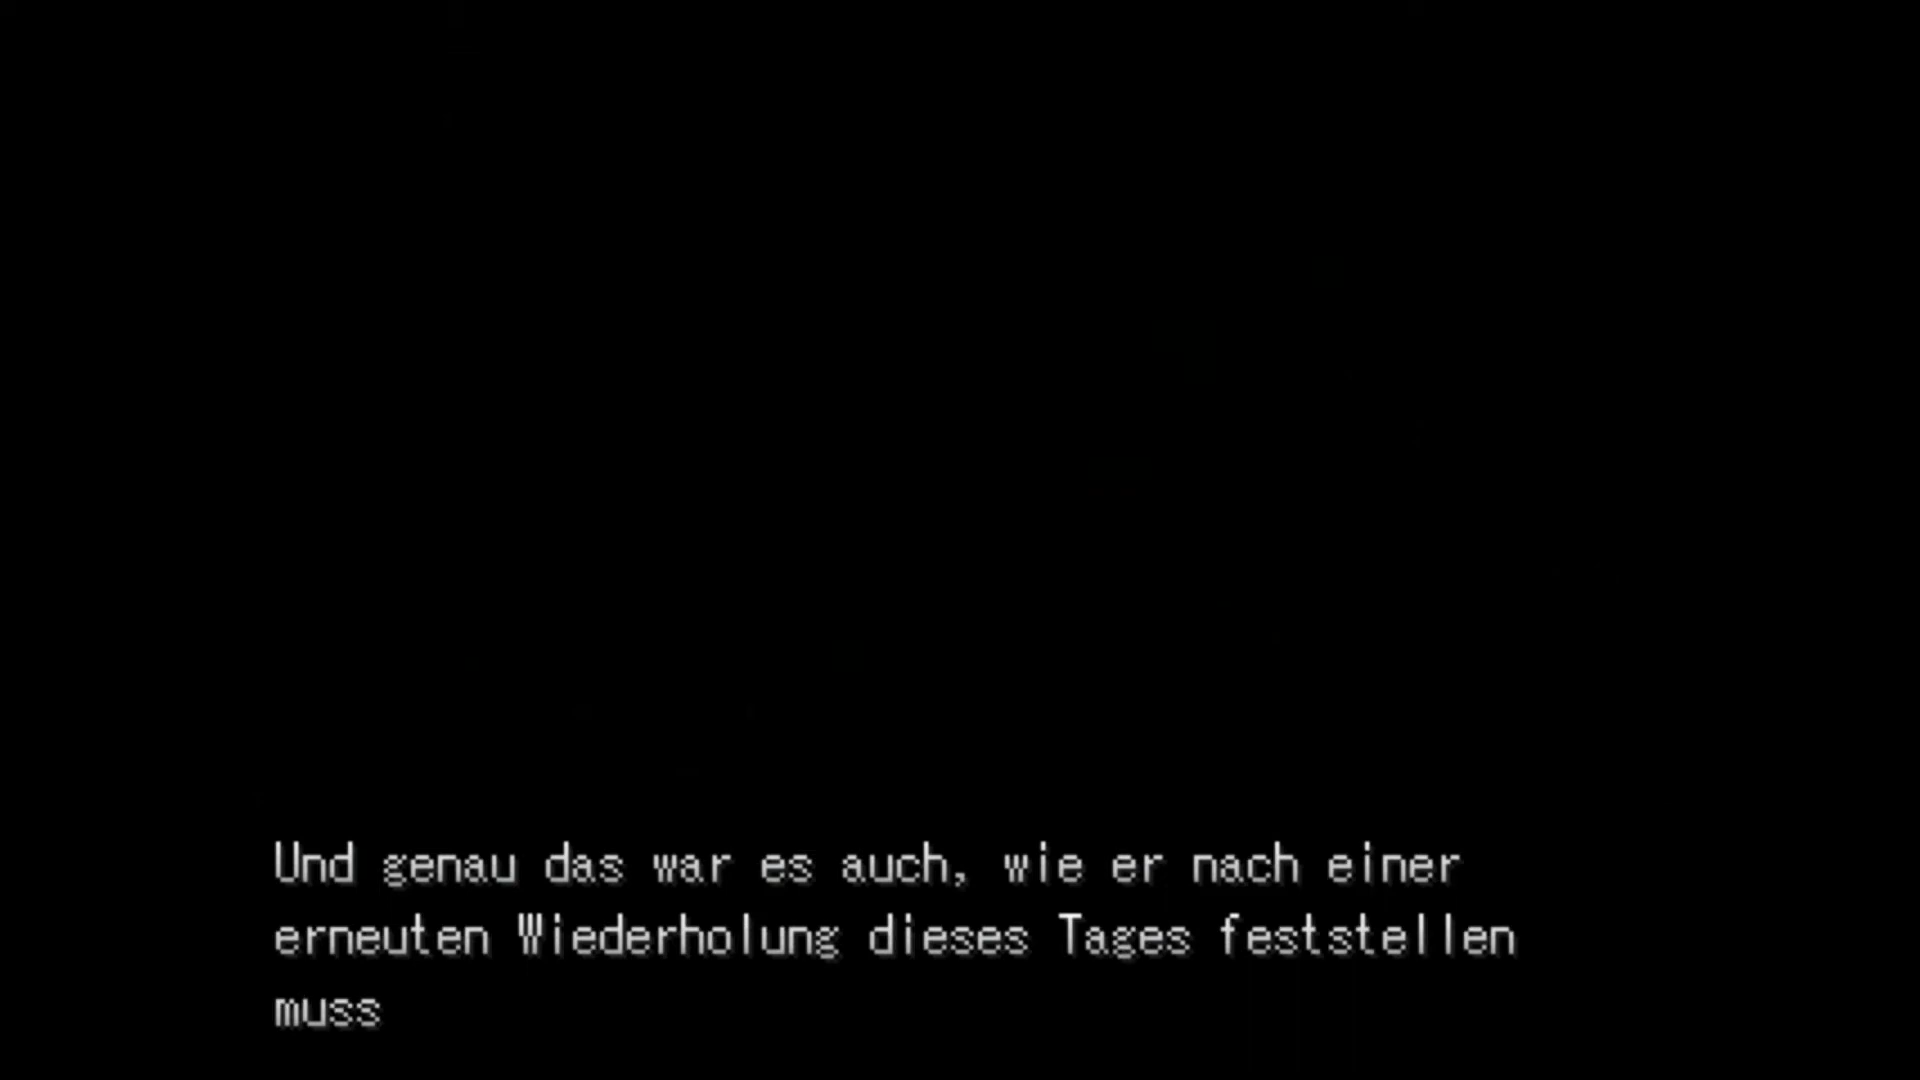 Und genau das war es auch, wie er nach einer
erneuten Wiederholung dieses Tages feststellen
muss